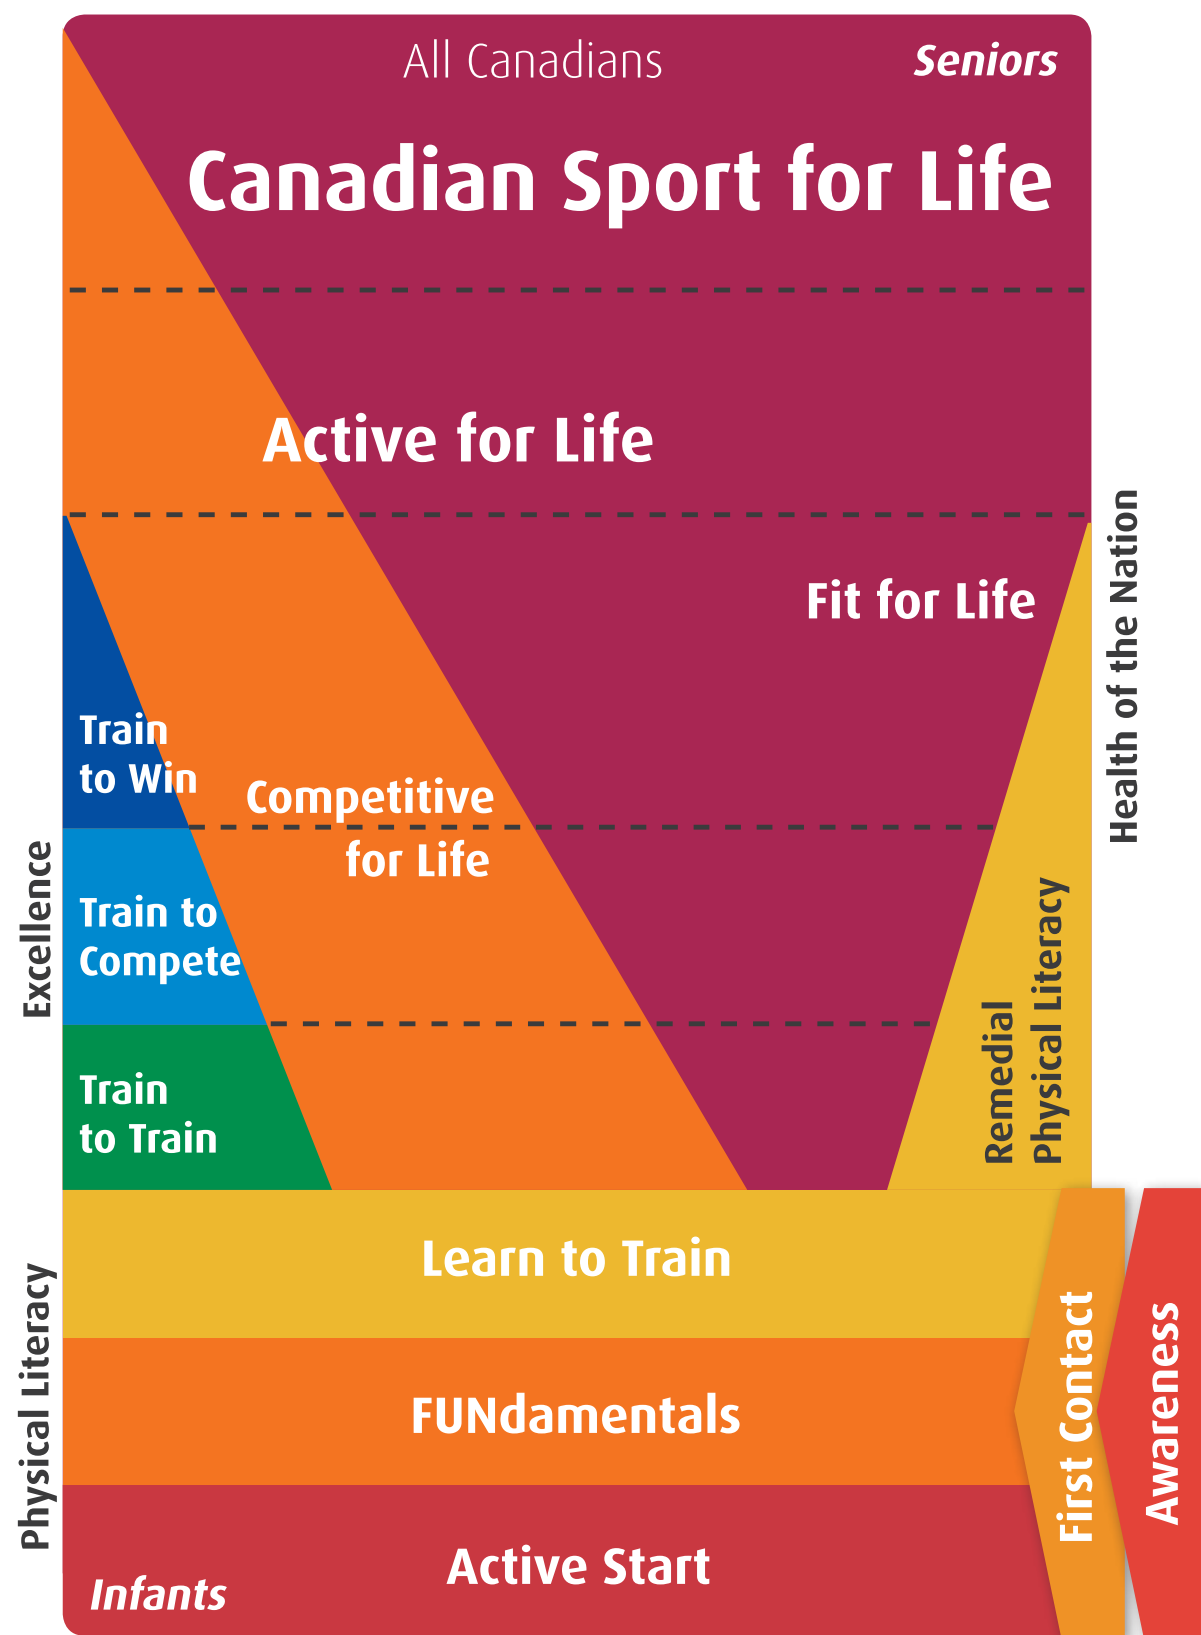 All Canadians
Seniors
Canadian Sport for Life
Active for Life
Fit for Life
Health of the Nation
Train
to Win
Competitive
for Life
Excellence
Train to
Compete
Remedial
Physical Literacy
Train
to Train
Learn to Train
Physical Literacy
FUNdamentals
First Contact
Awareness
Active Start
Infants